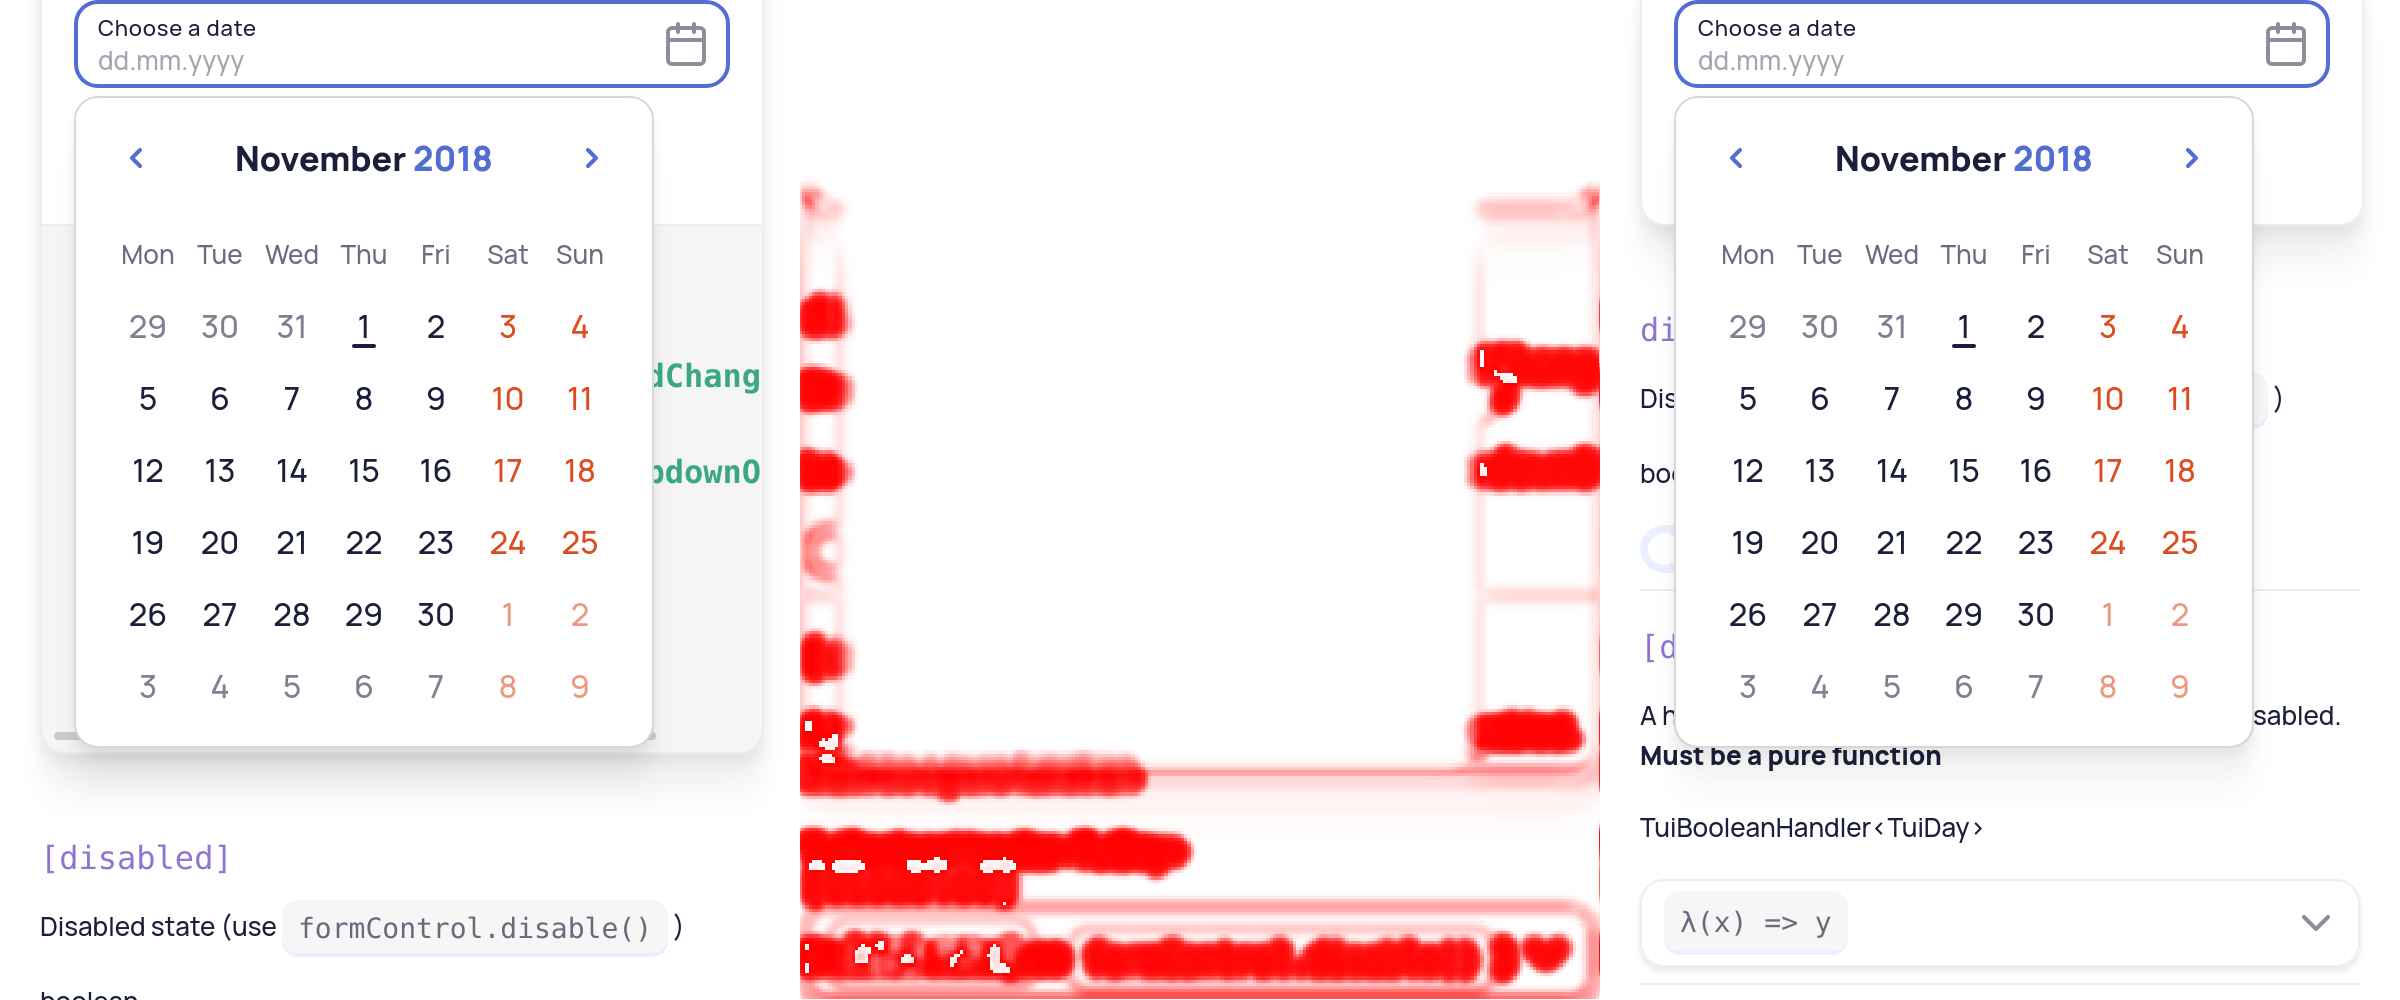 Choose a date
dd.mm.yyyy
November 2018
Mon Tue Wed Thu Fri Sat Sun
29 30 31 1 2 3 4
5 6 7 8 9 10 11
12 13 14 15 16 17 18
19 20 21 22 23 24 25
26 27 28 29 30 1 2
3 4 5 6 7 8 9
dChang
pdownO
[disabled]
Disabled state (use formControl.disable() )
Choose a date
dd.mm.yyyy
November 2018
Mon Tue Wed Thu Fri Sat Sun
29 30 31 1 2 3 4
5 6 7 8 9 10 11
12 13 14 15 16 17 18
19 20 21 22 23 24 25
26 27 28 29 30 1 2
3 4 5 6 7 8 9
di
Dis )
boo
[d
A h sabled.
Must be a pure function
TuiBooleanHandler<TuiDay>
λ(x) => y